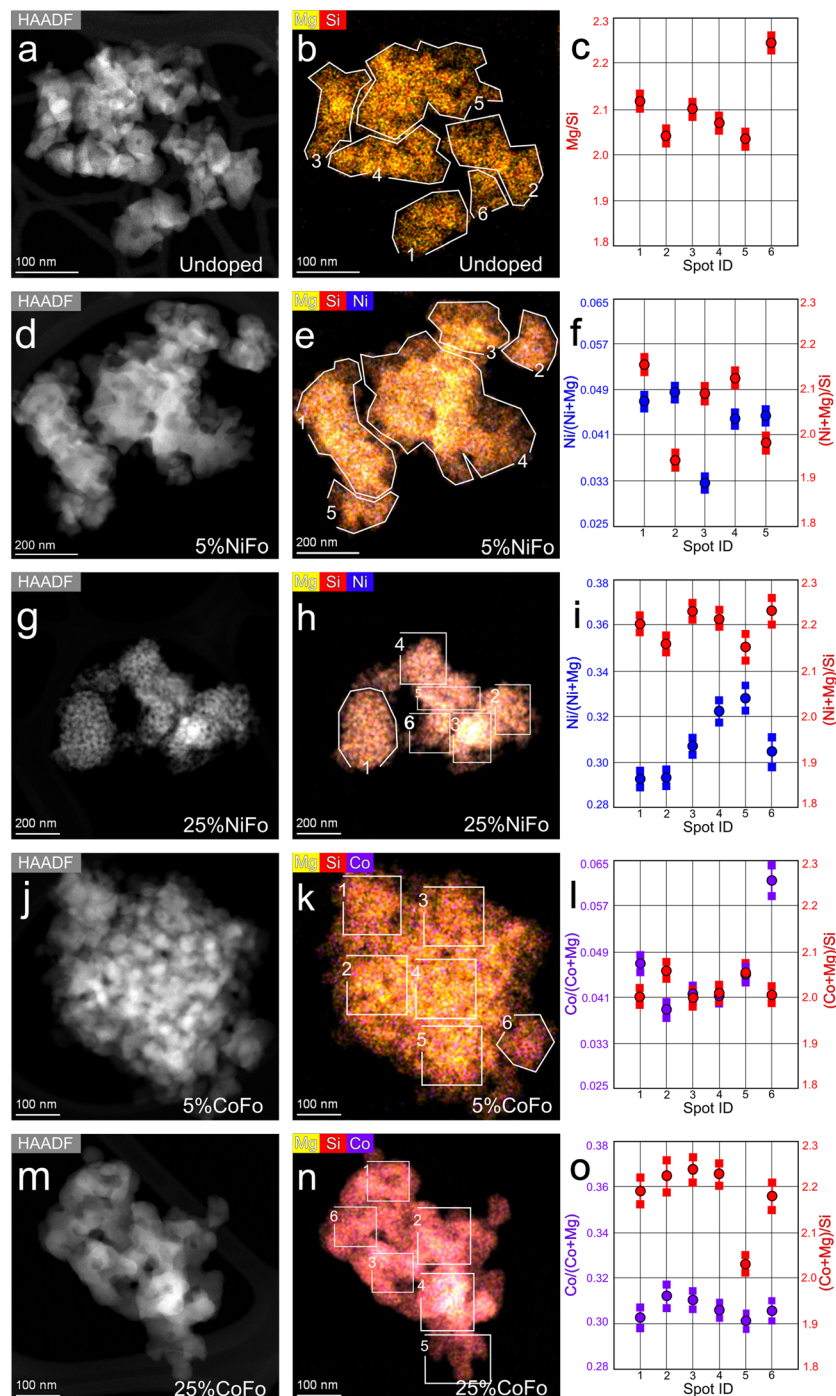 HAADF
a
100 nm
Undoped
Mg Si
b
1
2
3
4
5
6
100 nm
Undoped
c
Mg/Si
2.3
2.2
2.1
2.0
1.9
1.8
1 2 3 4 5 6
Spot ID
HAADF
d
200 nm
5%NiFo
Mg Si Ni
e
1
2
3
4
5
200 nm
5%NiFo
f
Ni/(Ni+Mg)
0.065
0.057
0.049
0.041
0.033
0.025
(Ni+Mg)/Si
2.3
2.2
2.1
2.0
1.9
1.8
1 2 3 4 5
Spot ID
HAADF
g
200 nm
25%NiFo
Mg Si Ni
h
4
5
2
6
3
1
200 nm
25%NiFo
i
Ni/(Ni+Mg)
0.38
0.36
0.34
0.32
0.30
0.28
(Ni+Mg)/Si
2.3
2.2
2.1
2.0
1.9
1.8
1 2 3 4 5 6
Spot ID
HAADF
j
100 nm
5%CoFo
Mg Si Co
k
1
3
2
4
5
6
100 nm
5%CoFo
l
Co/(Co+Mg)
0.065
0.057
0.049
0.041
0.033
0.025
(Co+Mg)/Si
2.3
2.2
2.1
2.0
1.9
1.8
1 2 3 4 5 6
Spot ID
HAADF
m
100 nm
25%CoFo
Mg Si Co
n
1
6
2
3
4
5
100 nm
25%CoFo
o
Co/(Co+Mg)
0.38
0.36
0.34
0.32
0.30
0.28
(Co+Mg)/Si
2.3
2.2
2.1
2.0
1.9
1.8
1 2 3 4 5 6
Spot ID